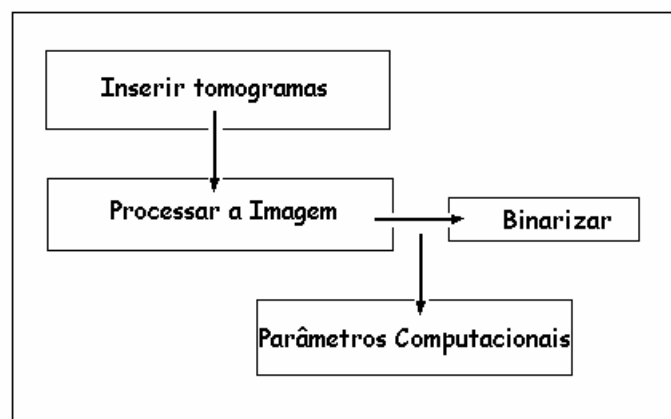 Inserir tomogramas
Processar a Imagem
Binarizar
Parâmetros Computacionais